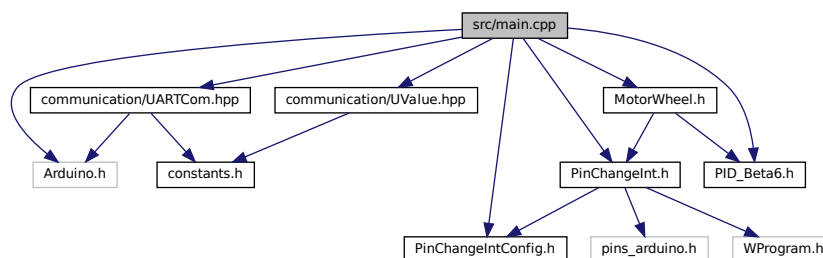 src/main.cpp
communication/UARTCom.hpp
communication/UValue.hpp
MotorWheel.h
Arduino.h
constants.h
PinChangeInt.h
PID_Beta6.h
PinChangeIntConfig.h
pins_arduino.h
WProgram.h